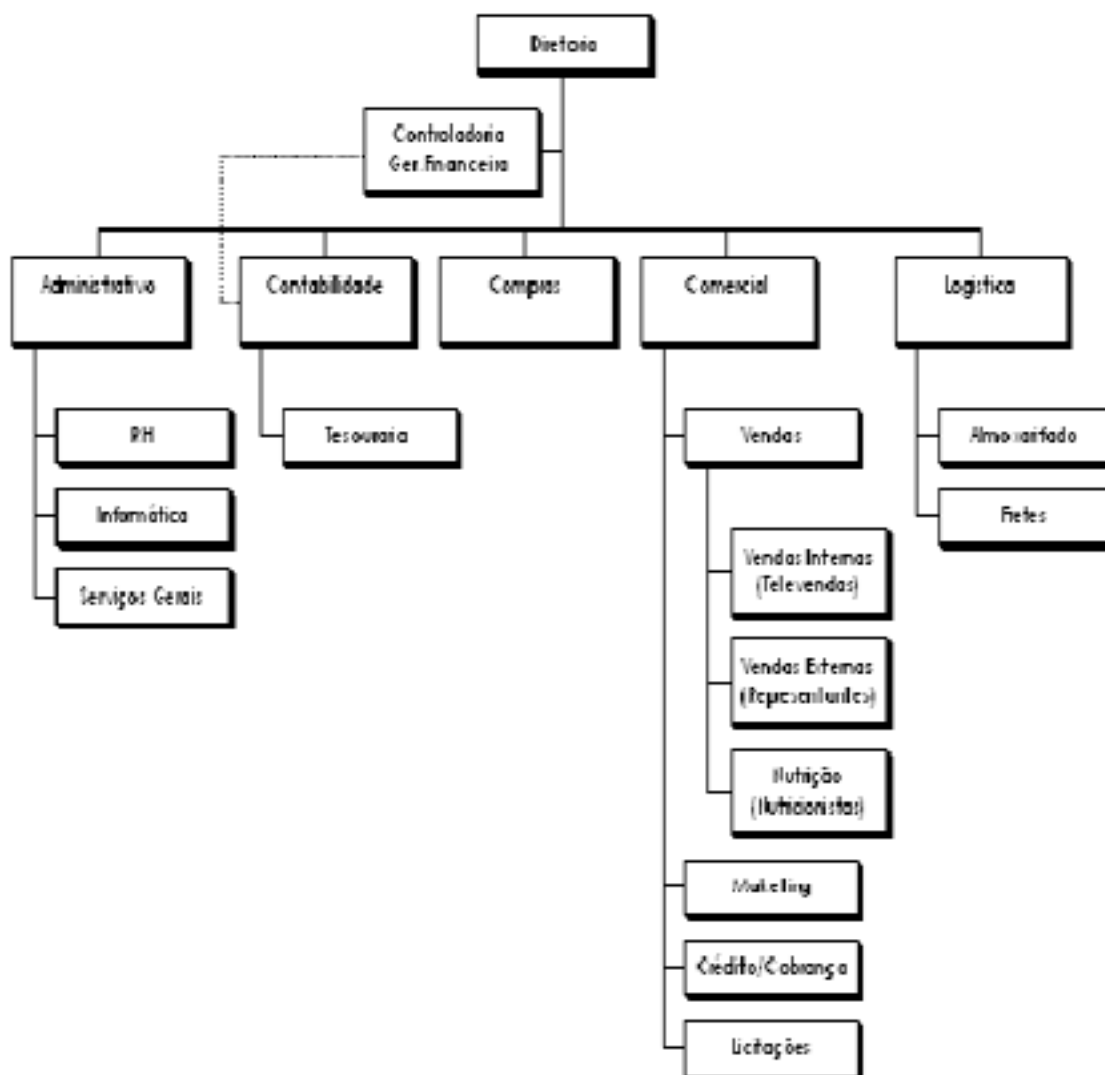 Diretoria
Controladoria
Ger.Financeira
Administrativo
Contabilidade
Compras
Comercial
Logística
RH
Tesouraria
Vendas
Almoxarifado
Informática
Fretes
Serviços Gerais
Vendas Internas
(Televendas)
Vendas Externas
(Representantes)
Nutrição
(Nutricionistas)
Marketing
Crédito/Cobrança
Licitações